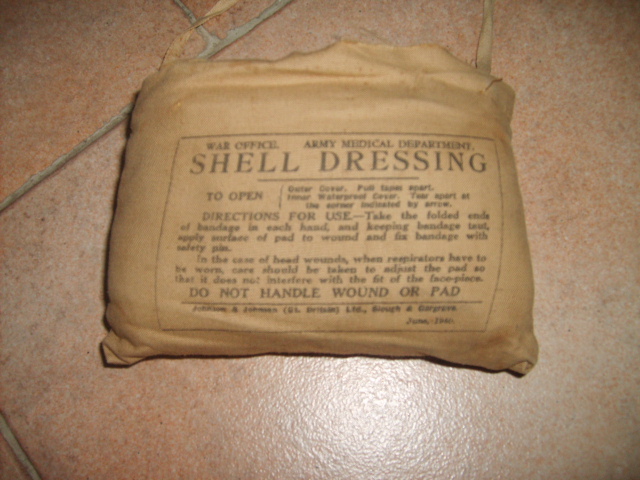 WAR OFFICE. ARMY MEDICAL DEPARTMENT.
SHELL DRESSING
TO OPEN
Outer Cover. Pull tapes apart.
Inner Waterproof Cover. Tear apart at
the corner indicated by arrow.
DIRECTIONS FOR USE.—Take the folded ends
of bandage in each hand, and keeping bandage taut,
apply surface of pad to wound and fix bandage with
safety pin.
In the case of head wounds, when respirators have to
be worn, care should be taken to adjust the pad so
that it does not interfere with the fit of the face-piece.
DO NOT HANDLE WOUND OR PAD
Johnson & Johnson (Gt. Britain) Ltd., Slough & Gargrave.
June,